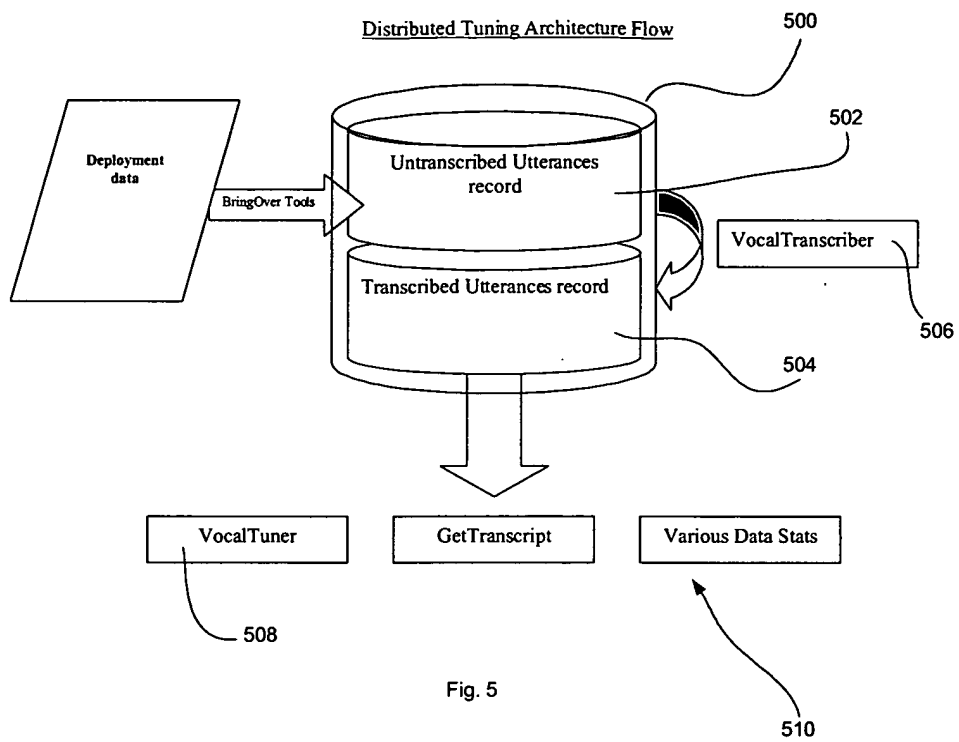 Distributed Tuning Architecture Flow
500
502
Deployment
data
Untranscribed Utterances
record
BringOver Tools
VocalTranscriber
Transcribed Utterances record
506
504
VocalTuner
GetTranscript
Various Data Stats
508
Fig. 5
510